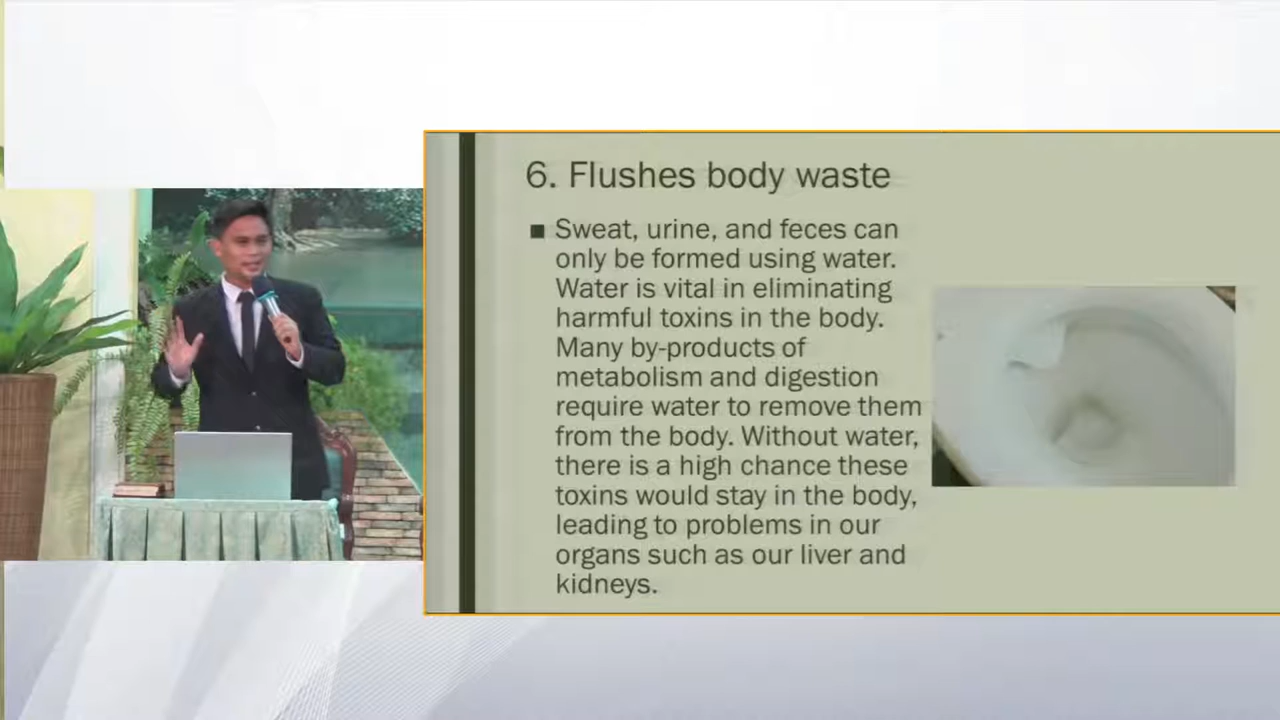 6. Flushes body waste
■ Sweat, urine, and feces can
only be formed using water.
Water is vital in eliminating
harmful toxins in the body.
Many by-products of
metabolism and digestion
require water to remove them
from the body. Without water,
there is a high chance these
toxins would stay in the body,
leading to problems in our
organs such as our liver and
kidneys.